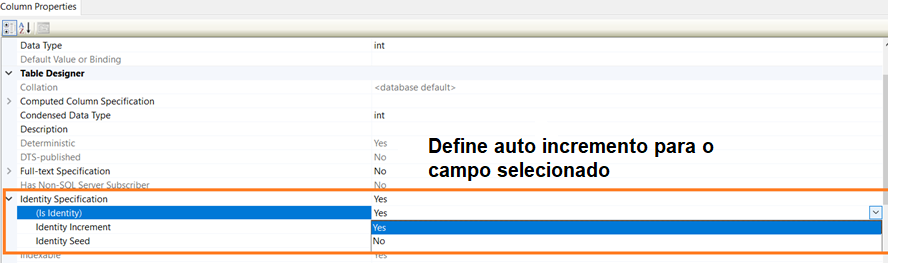 Column Properties
Data Type int
Default Value or Binding
Table Designer
Collation <database default>
Computed Column Specification
Condensed Data Type int
Description
Deterministic Yes
DTS-published No
Full-text Specification No
Has Non-SQL Server Subscriber No
Define auto incremento para o
campo selecionado
Identity Specification Yes
(Is Identity) Yes
Identity Increment Yes
Identity Seed No
Indexable Yes